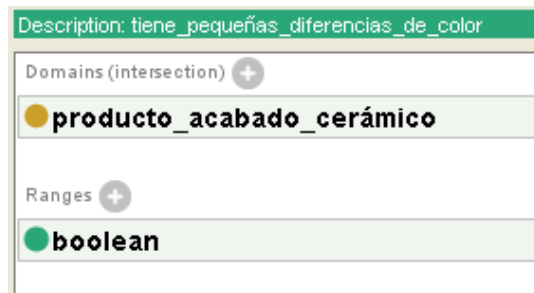 Description: tiene_pequeñas_diferencias_de_color
Domains (intersection)
producto_acabado_cerámico
Ranges
boolean